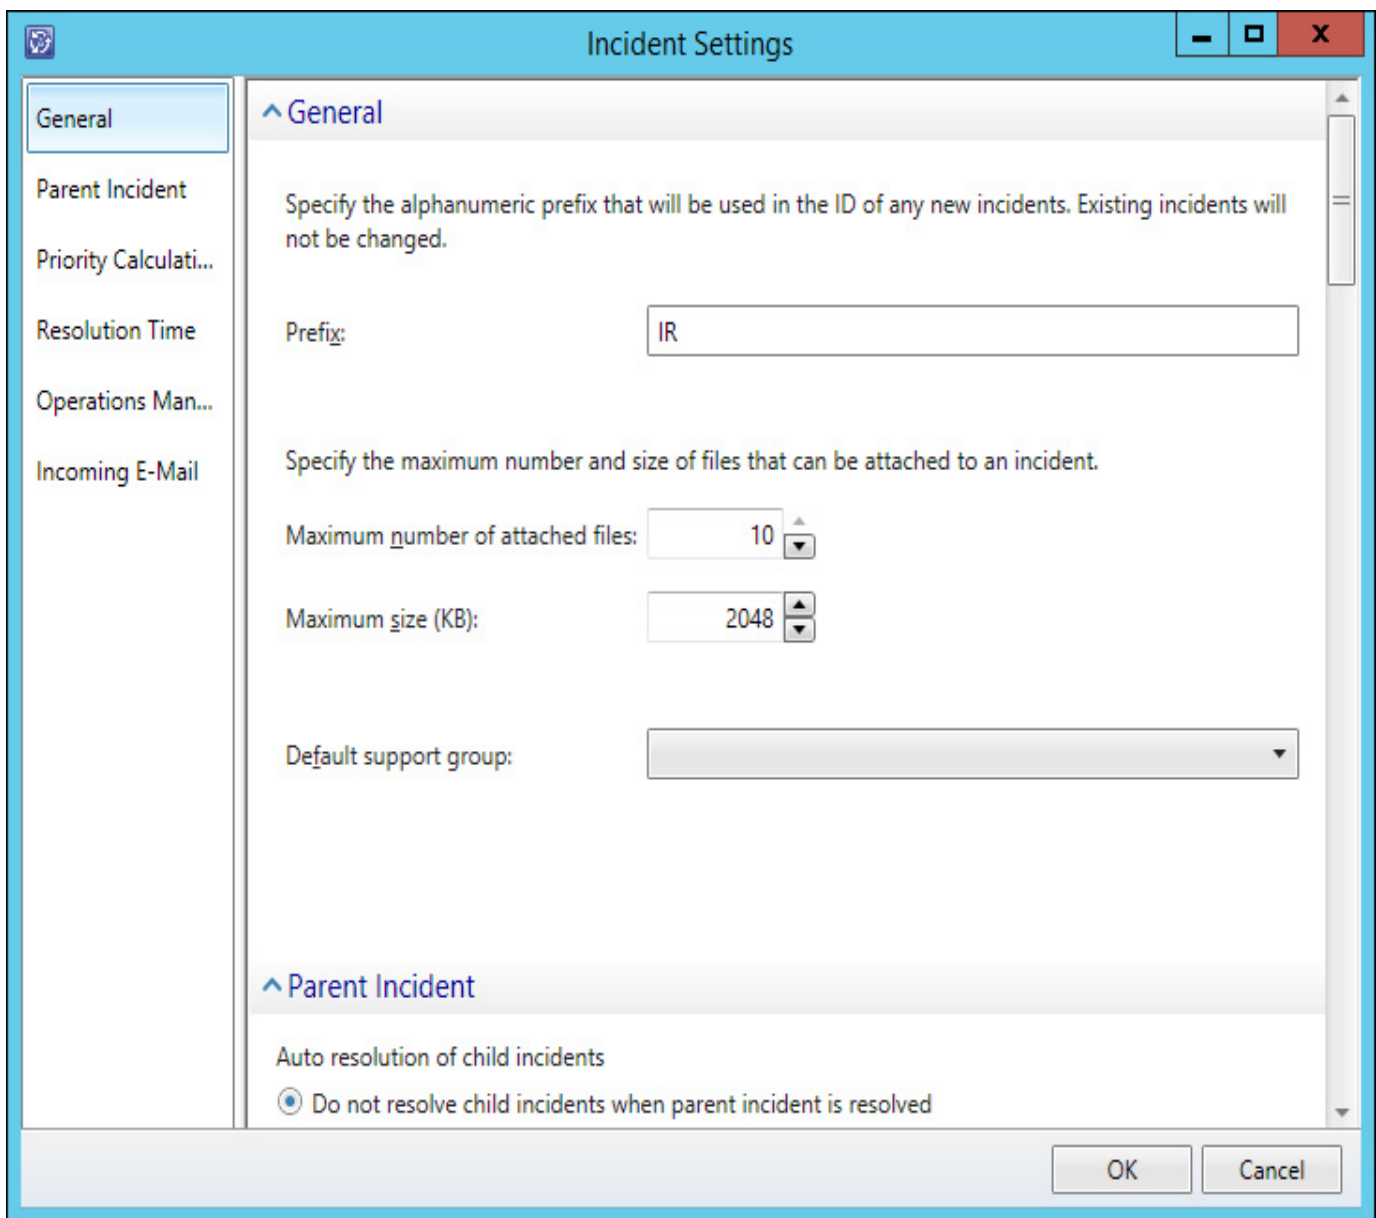 Incident Settings
X
General
Parent Incident
Priority Calculati...
Resolution Time
Operations Man...
Incoming E-Mail
General
Specify the alphanumeric prefix that will be used in the ID of any new incidents. Existing incidents will
not be changed.
Prefix: IR
Specify the maximum number and size of files that can be attached to an incident.
Maximum number of attached files: 10
Maximum size (KB): 2048
Default support group:
Parent Incident
Auto resolution of child incidents
Do not resolve child incidents when parent incident is resolved
OK Cancel